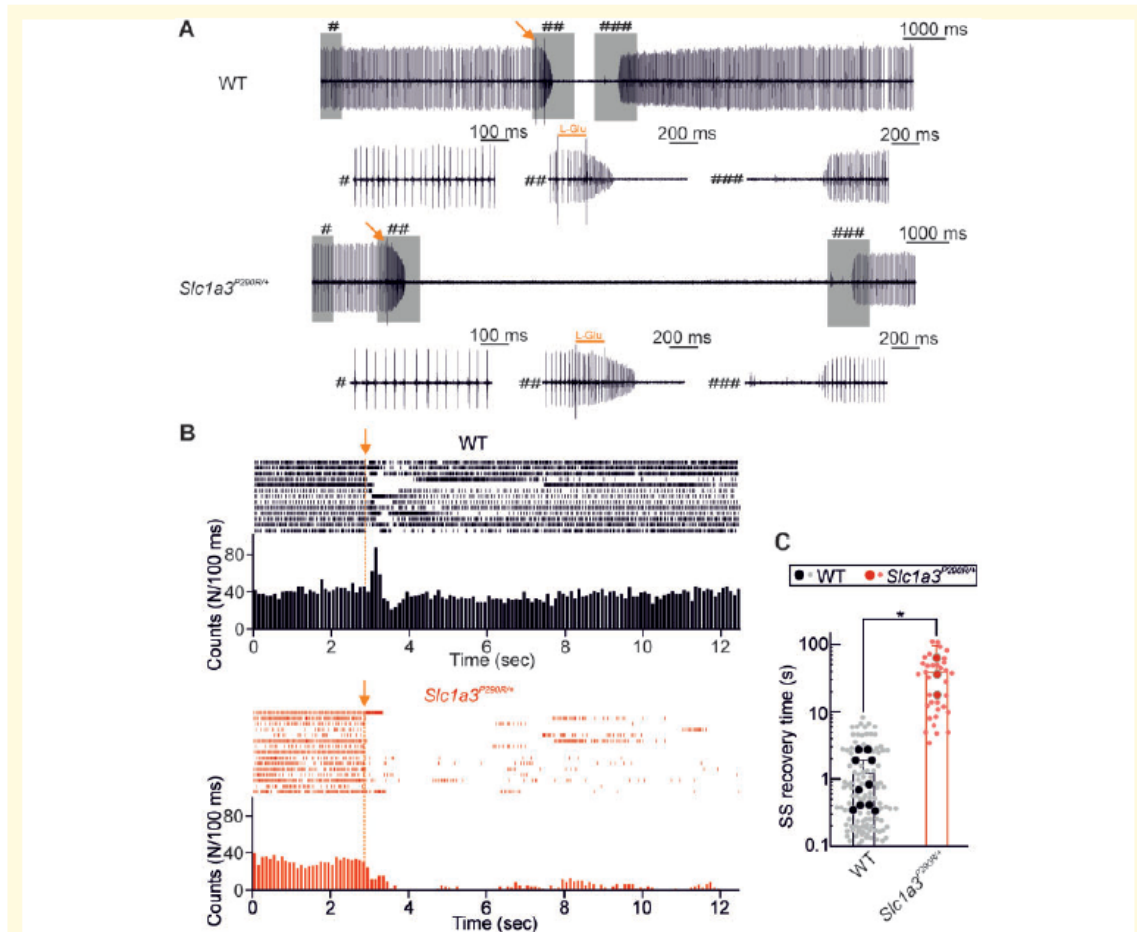 A
# ## ### 1000 ms
WT
100 ms L-Glu 200 ms 200 ms
# ## ###
# ## ### 1000 ms
Slc1a3P290R/+
100 ms L-Glu 200 ms 200 ms
# ## ###
B
WT
Counts (N/100 ms)
80
40
0
0 2 4 6 8 10 12
Time (sec)
Slc1a3P290R/+
Counts (N/100 ms)
80
40
0
0 2 4 6 8 10 12
Time (sec)
C
WT Slc1a3P290R/+
*
SS recovery time (s)
100
10
1
0.1
WT
Slc1a3P290R/+